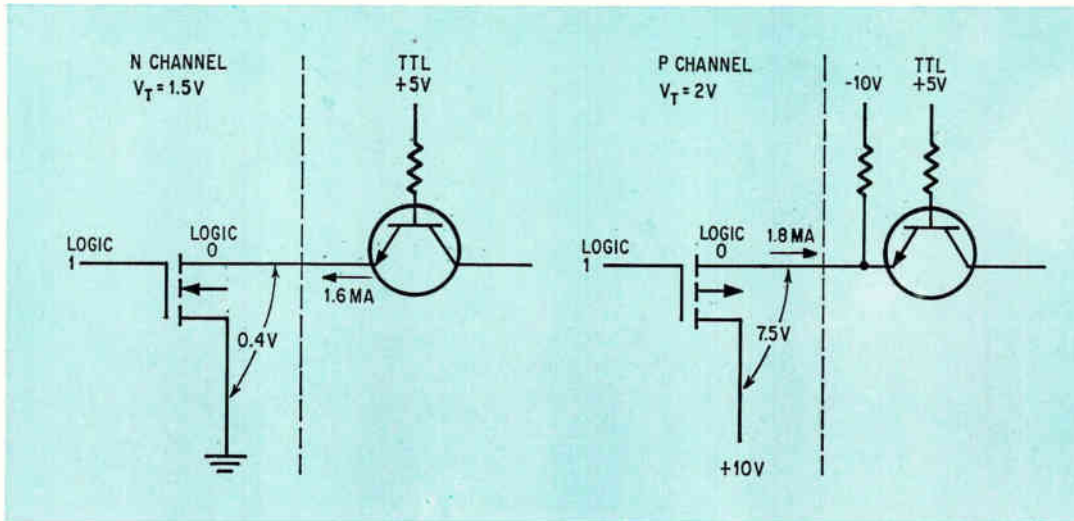 N CHANNEL
V_T = 1.5V
TTL
+5V
LOGIC
1
LOGIC
0
1.6 MA
0.4V
P CHANNEL
V_T = 2V
-10V
TTL
+5V
LOGIC
1
LOGIC
0
1.8 MA
7.5V
+10V